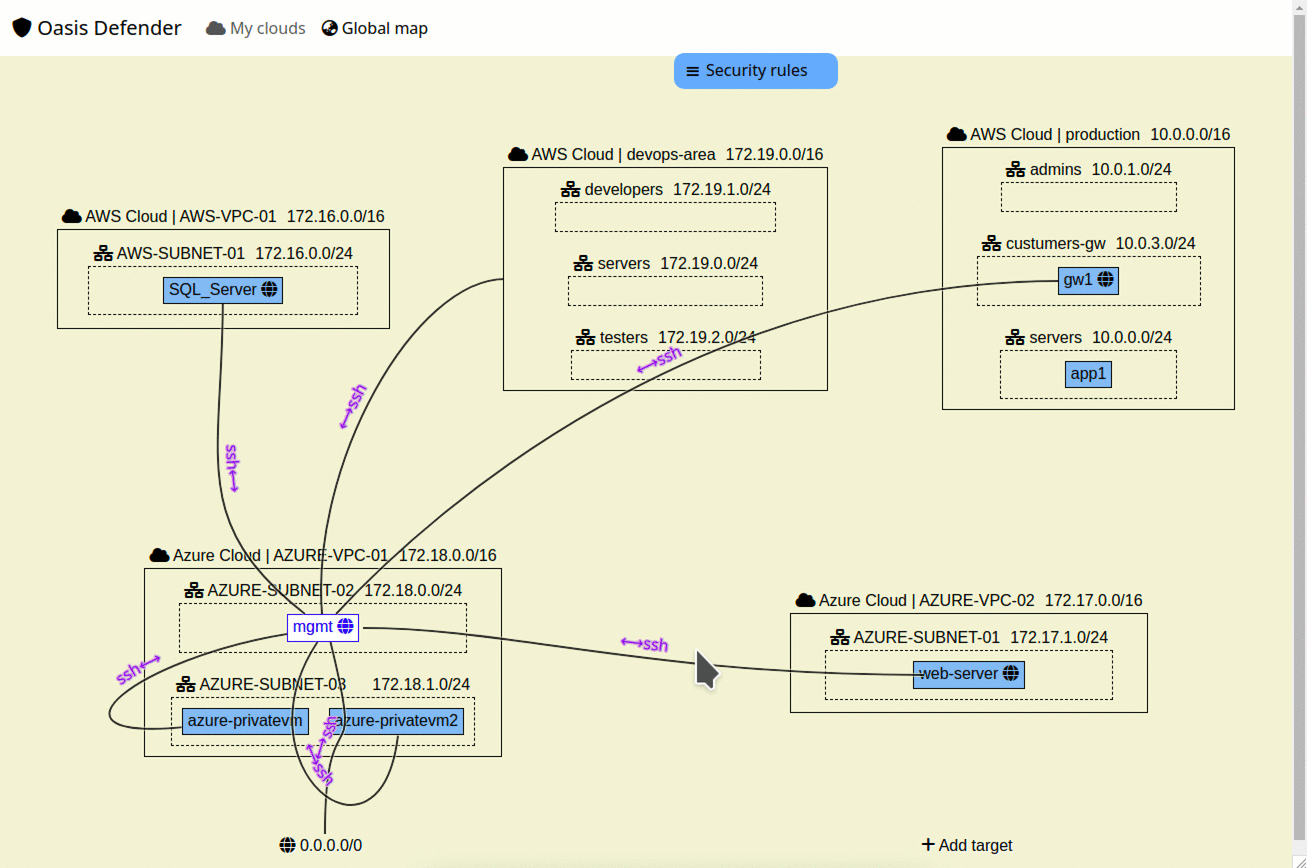 Oasis Defender My clouds Global map
Security rules
AWS Cloud | production 10.0.0.0/16
admins 10.0.1.0/24
custumers-gw 10.0.3.0/24
gw1
servers 10.0.0.0/24
app1
AWS Cloud | devops-area 172.19.0.0/16
developers 172.19.1.0/24
servers 172.19.0.0/24
testers 172.19.2.0/24
AWS Cloud | AWS-VPC-01 172.16.0.0/16
AWS-SUBNET-01 172.16.0.0/24
SQL_Server
←→ssh
←→ssh
ssh←→
Azure Cloud | AZURE-VPC-01 172.18.0.0/16
AZURE-SUBNET-02 172.18.0.0/24
mgmt
←→ssh
ssh←→
AZURE-SUBNET-03 172.18.1.0/24
azure-privatevm
azure-privatevm2
←→ssh
←→ssh
Azure Cloud | AZURE-VPC-02 172.17.0.0/16
AZURE-SUBNET-01 172.17.1.0/24
web-server
0.0.0.0/0
+ Add target